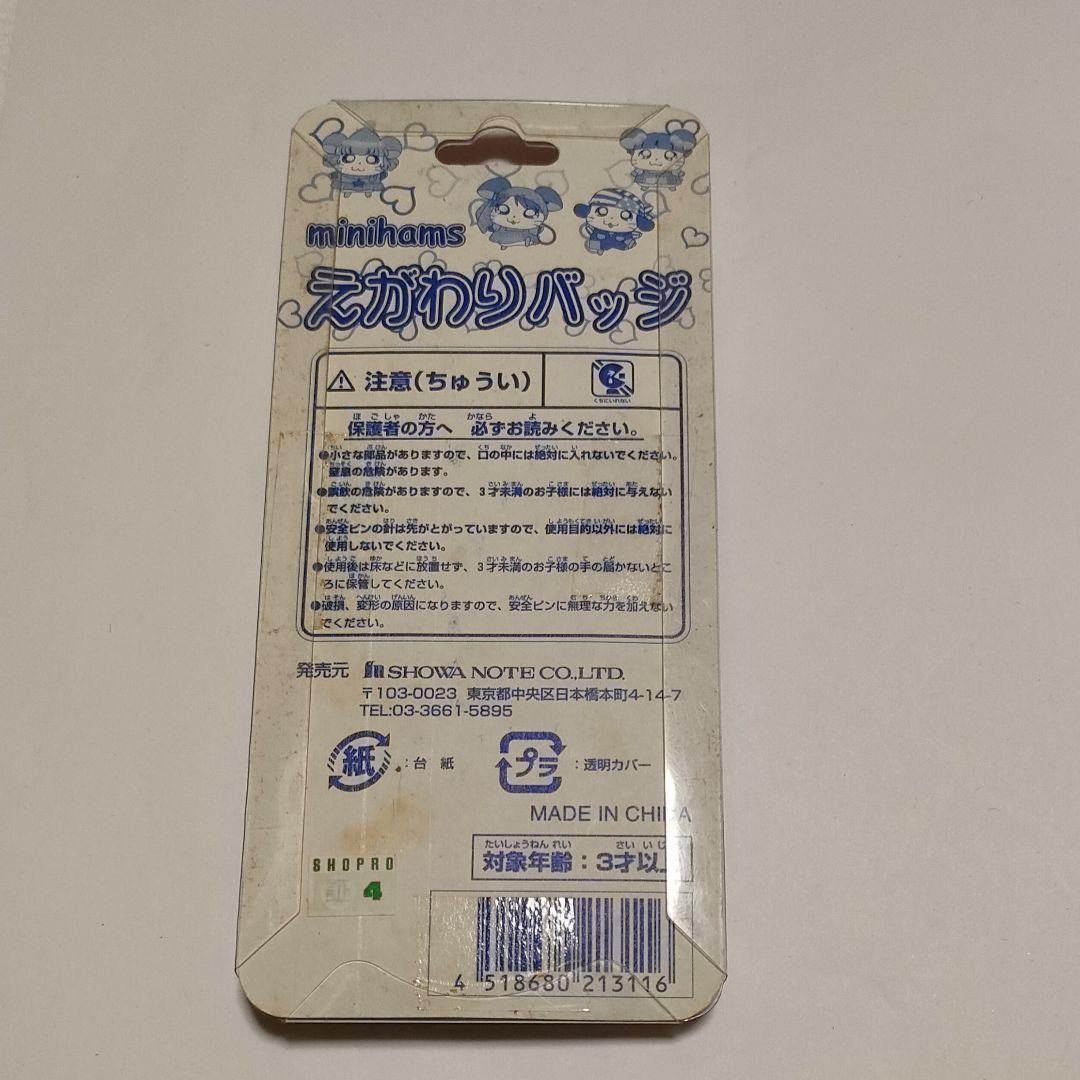 minihams
えがわりバッジ
注意(ちゅうい)
くちにいれない
保護者の方へ 必ずお読みください。
●小さな部品がありますので、口の中には絶対に入れないでください。
窒息の危険があります。
●誤飲の危険がありますので、3才未満のお子様には絶対に与えない
でください。
●安全ピンの針は先がとがっていますので、使用目的以外には絶対に
使用しないでください。
●使用後は床などに放置せず、3才未満のお子様の手の届かないとこ
ろに保管してください。
●破損、変形の原因になりますので、安全ピンに無理な力を加えない
でください。
発売元 SHOWA NOTE CO.,LTD.
〒103-0023 東京都中央区日本橋本町4-14-7
TEL:03-3661-5895
紙 :台紙 プラ :透明カバー
MADE IN CHINA
たいしょうねんれい さいいじ
対象年齢:3才以上
SHOPRO
4
4 518680 213116